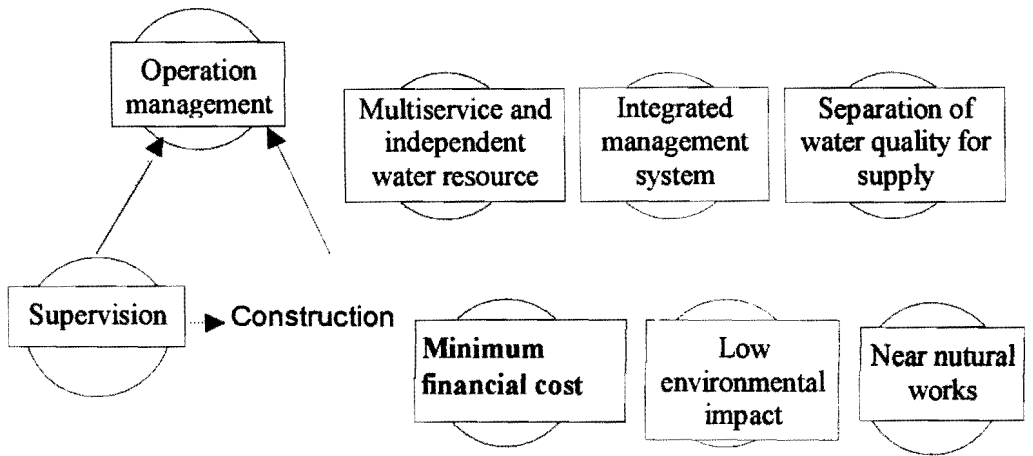 Operation
management
Multiservice and
independent
water resource
Integrated
management
system
Separation of
water quality for
supply
Supervision
Construction
Minimum
financial cost
Low
environmental
impact
Near nutural
works